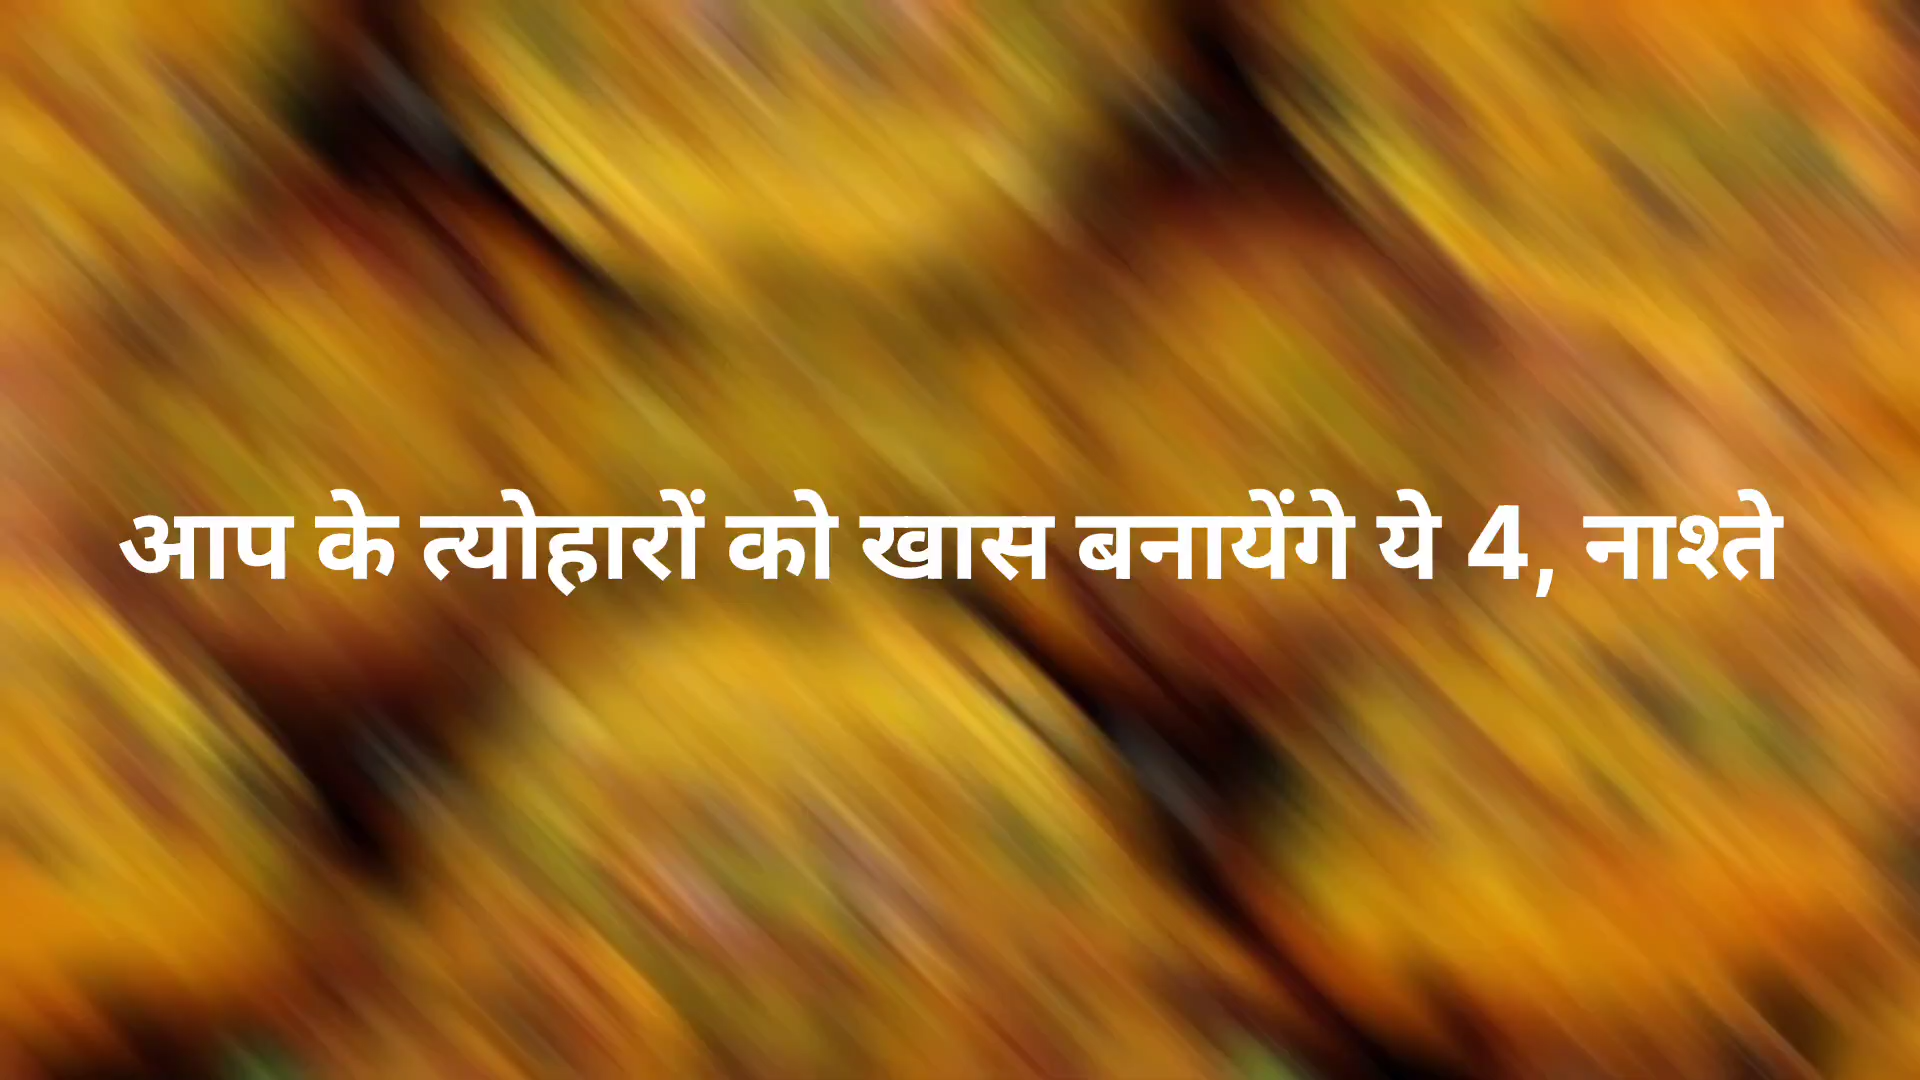 आप के त्योहारों को खास बनायेंगे ये 4, नाश्ते